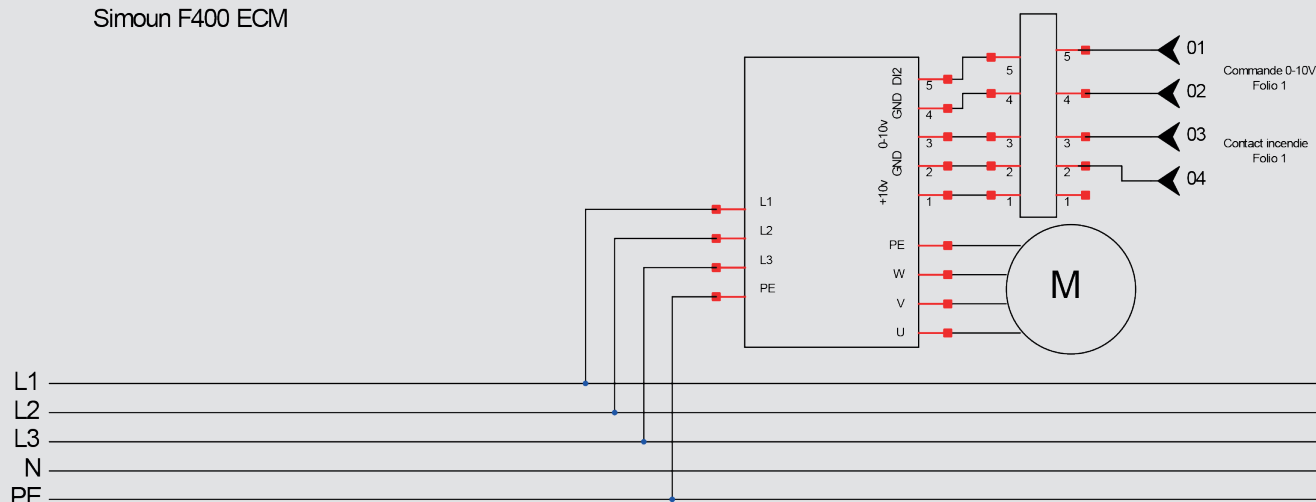 Simoun F400 ECM
DI2
5
GND
4
0-10v
3
GND
2
+10v
1
5
4
3
2
1
5
4
3
2
1
01
Commande 0-10V
Folio 1
02
03
Contact incendie
Folio 1
04
L1
L2
L3
PE
PE
W
V
U
M
L1
L2
L3
N
PE